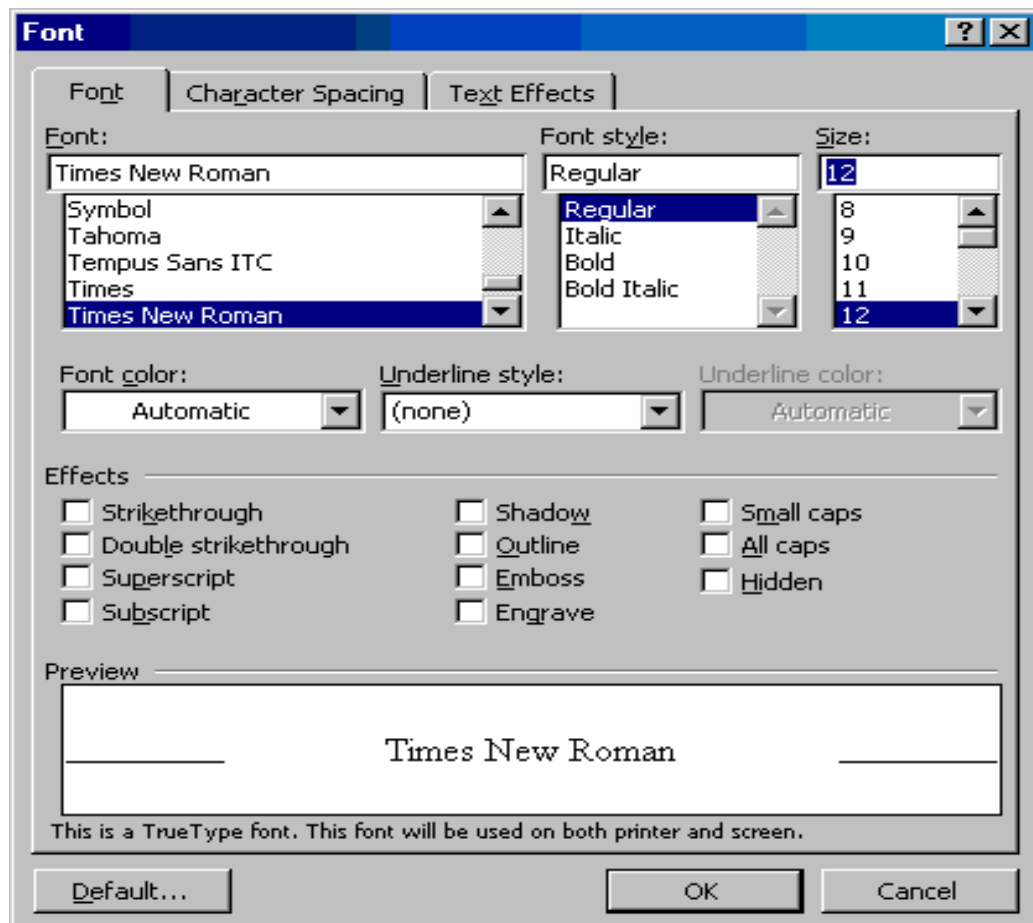 Font
Font Character Spacing Text Effects
Font: Font style: Size:
Times New Roman Regular 12
Symbol Regular 8
Tahoma Italic 9
Tempus Sans ITC Bold 10
Times Bold Italic 11
Times New Roman 12
Font color: Underline style: Underline color:
Automatic (none) Automatic
Effects
Strikethrough Shadow Small caps
Double strikethrough Outline All caps
Superscript Emboss Hidden
Subscript Engrave
Preview
Times New Roman
This is a TrueType font. This font will be used on both printer and screen.
Default... OK Cancel